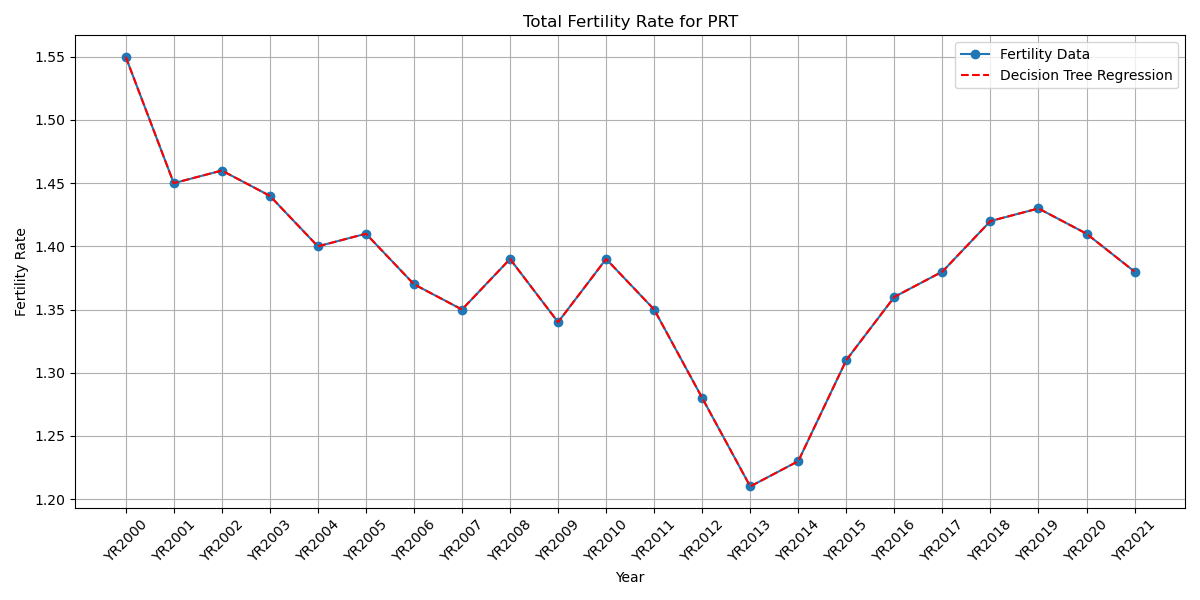 Total Fertility Rate for PRT
Fertility Data
Decision Tree Regression
Fertility Rate
1.55
1.50
1.45
1.40
1.35
1.30
1.25
1.20
YR2000
YR2001
YR2002
YR2003
YR2004
YR2005
YR2006
YR2007
YR2008
YR2009
YR2010
YR2011
YR2012
YR2013
YR2014
YR2015
YR2016
YR2017
YR2018
YR2019
YR2020
YR2021
Year